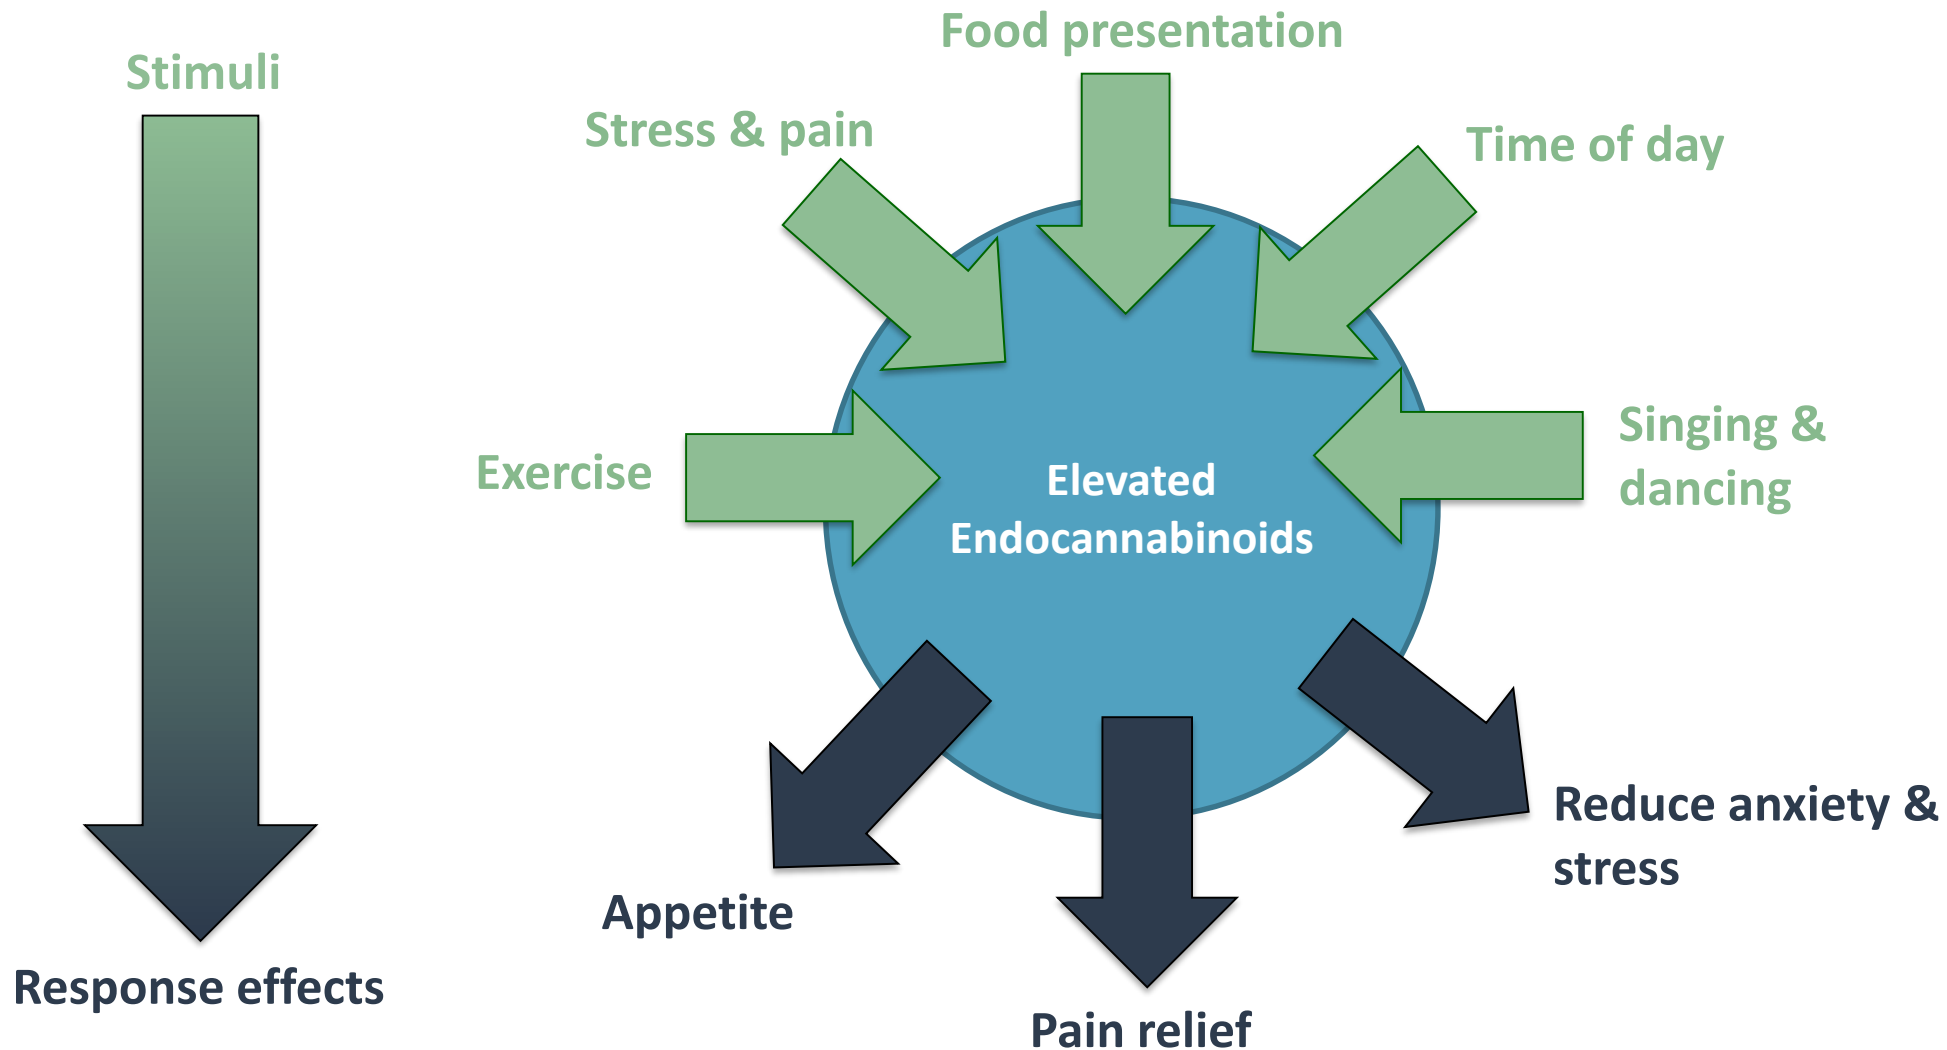 Food presentation
Stimuli
Stress & pain
Time of day
Exercise
Singing &
dancing
Elevated
Endocannabinoids
Reduce anxiety &
stress
Appetite
Response effects
Pain relief